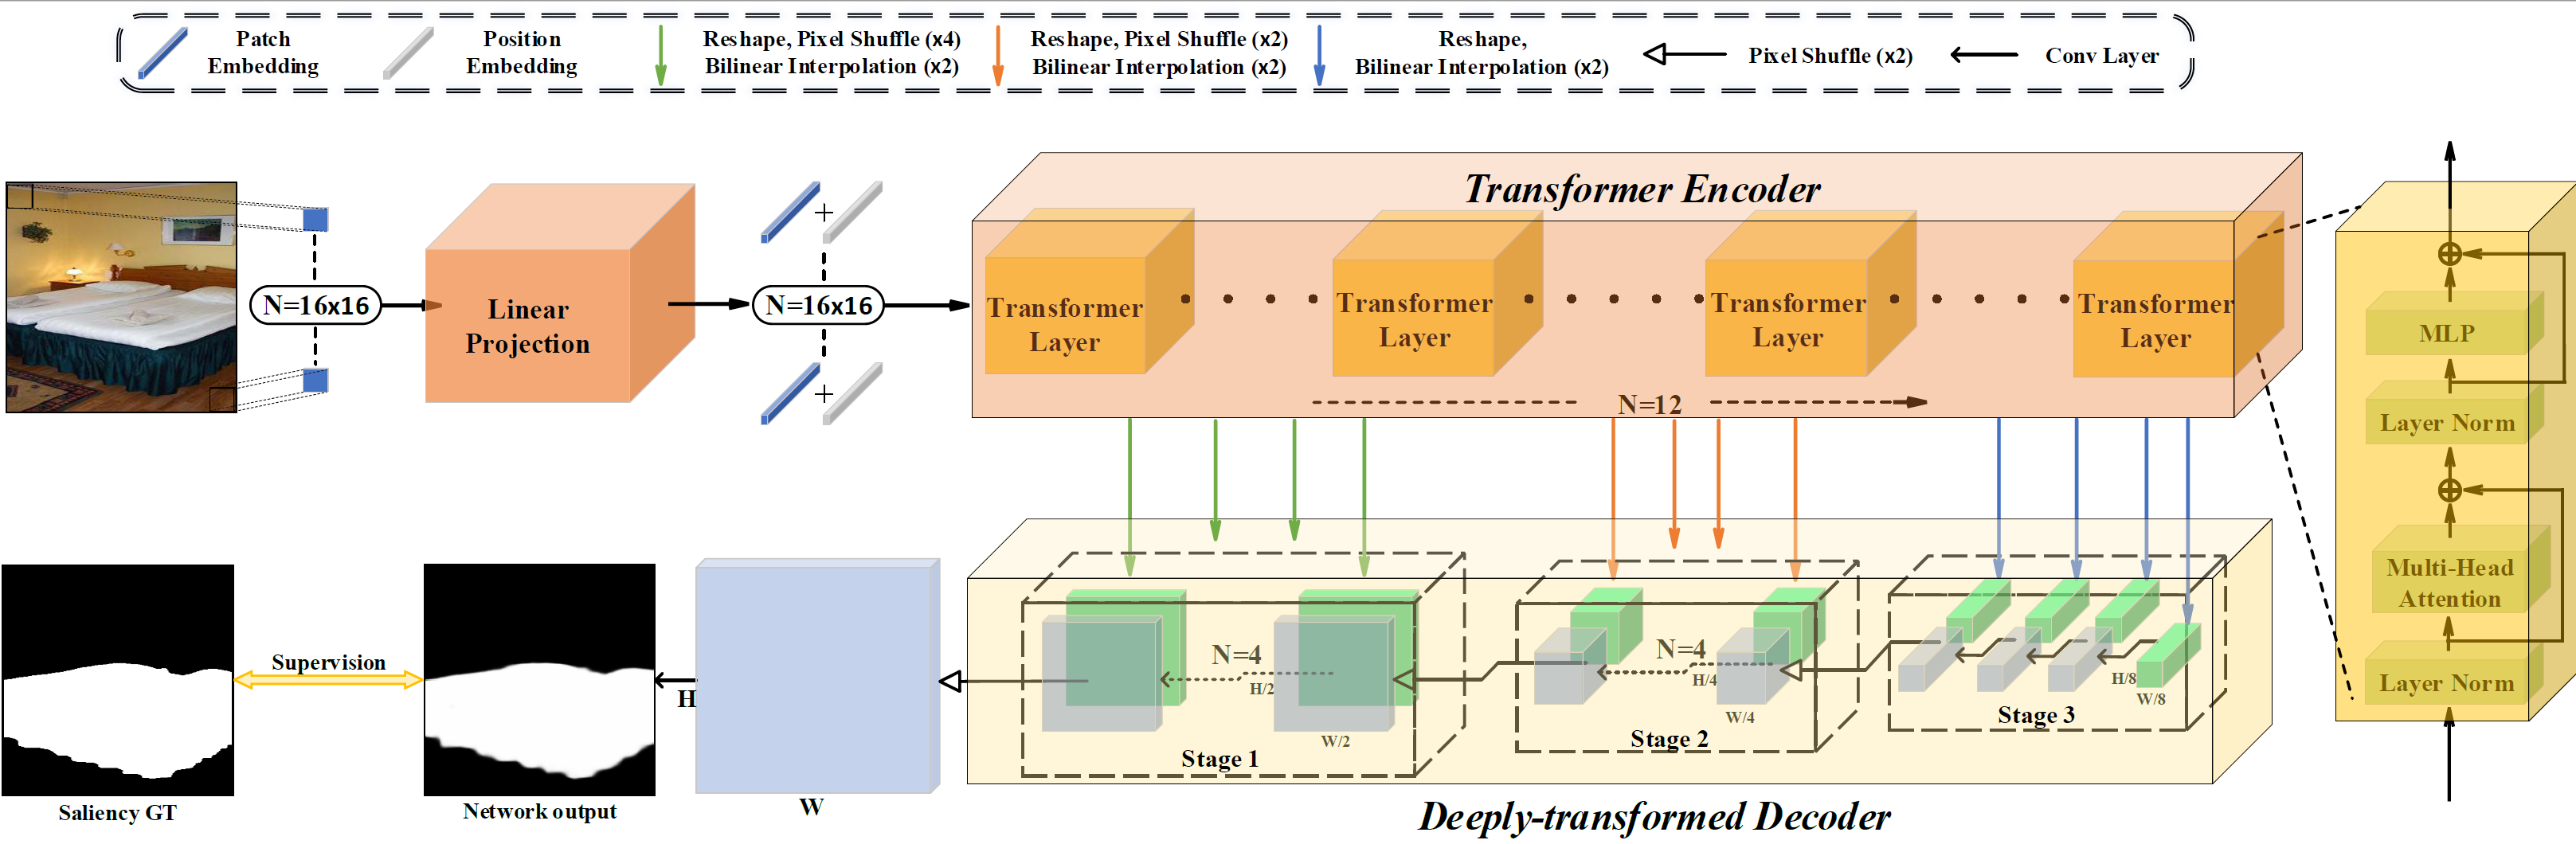 Patch
Embedding
Position
Embedding
Reshape, Pixel Shuffle (x4)
Bilinear Interpolation (x2)
Reshape, Pixel Shuffle (x2)
Bilinear Interpolation (x2)
Reshape,
Bilinear Interpolation (x2)
Pixel Shuffle (x2)
Conv Layer
N=16x16
Linear
Projection
+
N=16x16
+
Transformer Encoder
Transformer
Layer
Transformer
Layer
Transformer
Layer
Transformer
Layer
N=12
MLP
Layer Norm
Multi-Head
Attention
Layer Norm
Saliency GT
Supervision
Network output
H
W
N=4
H/2
W/2
Stage 1
N=4
H/4
W/4
Stage 2
H/8
W/8
Stage 3
Deeply-transformed Decoder